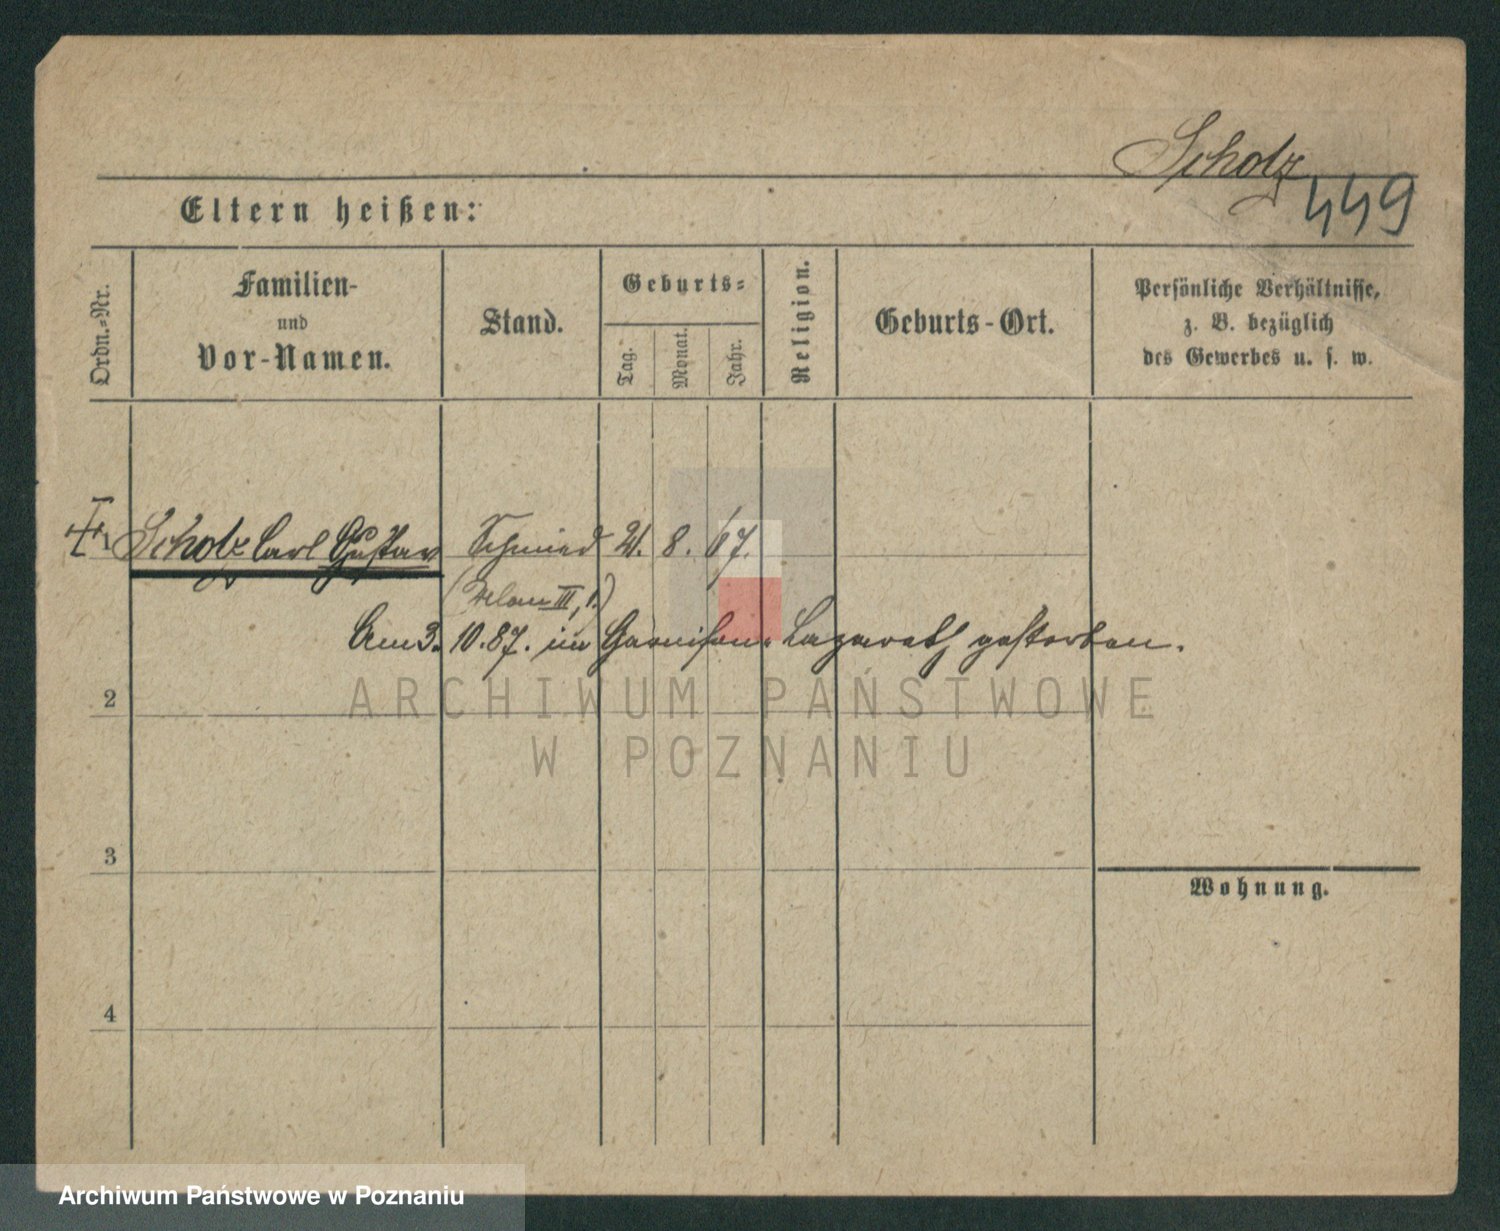 Scholz
449
Eltern heißen:
Ordn.-Nr.
Familien-
und
Vor-Namen.
Stand.
Geburts-
Tag.
Monat.
Jahr.
Religion.
Geburts-Ort.
Persönliche Verhältnisse,
z. B. bezüglich
des Gewerbes u. s. w.
Scholz Carl Gustav Schmied 21. 8. 67.
(Ulan III, 1.)
Am 3. 10. 87. im Garnison-Lazareth gestorben.
2
ARCHIWUM PAŃSTWOWE
W POZNANIU
3
Wohnung.
4
Archiwum Państwowe w Poznaniu